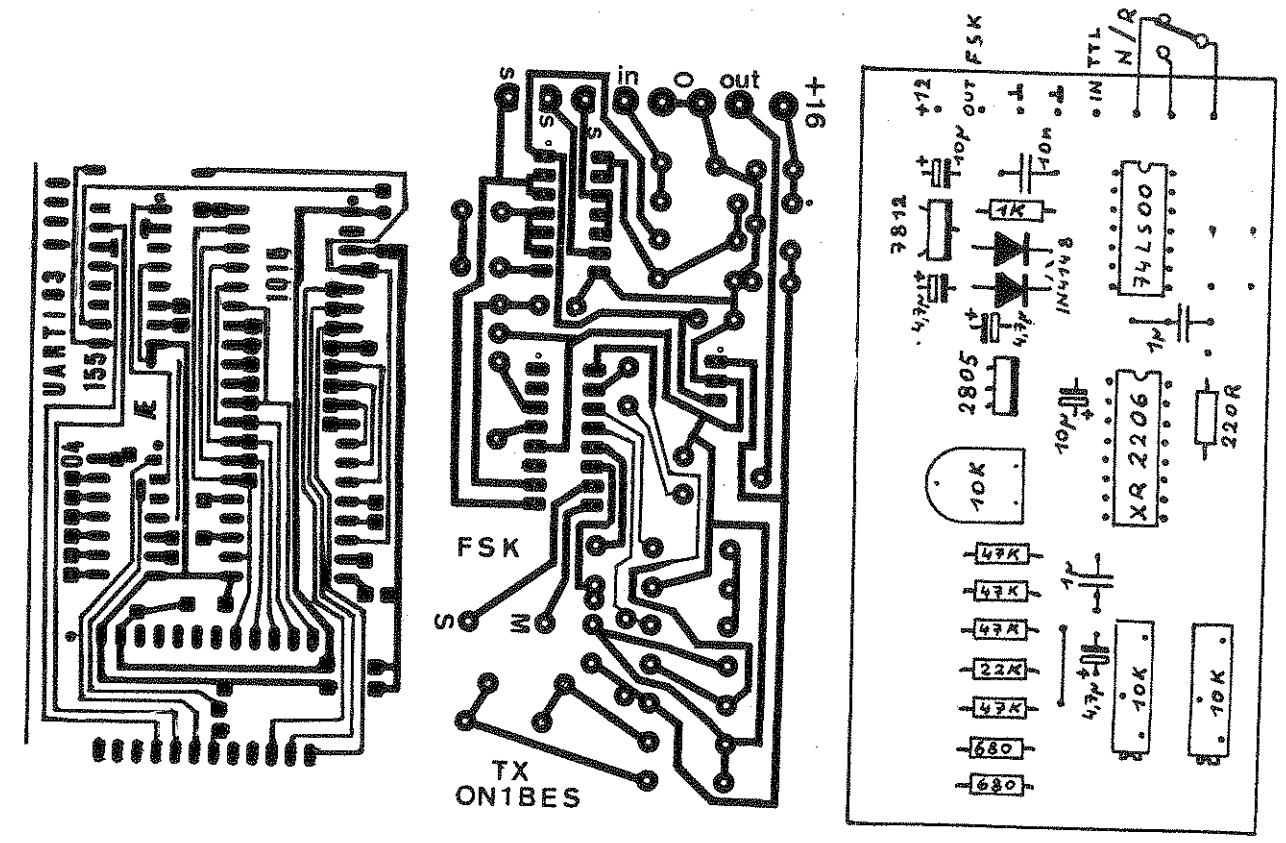 UART183
155
Æ
04
1019
s
s
s
in
0
out
+16
FSK
S
M
TX
ON1BES
+12
OUT
FSK
IN TTL
N/R
+
10µ
10n
7812
1K
74LS00
+
4,7µ
1N4148
+
4,7µ
1µ
2805
10µ
+
XR 2206
220R
10K
47K
47K
1µ
47K
22K
+
4,7µ
10K
10K
47K
680
680